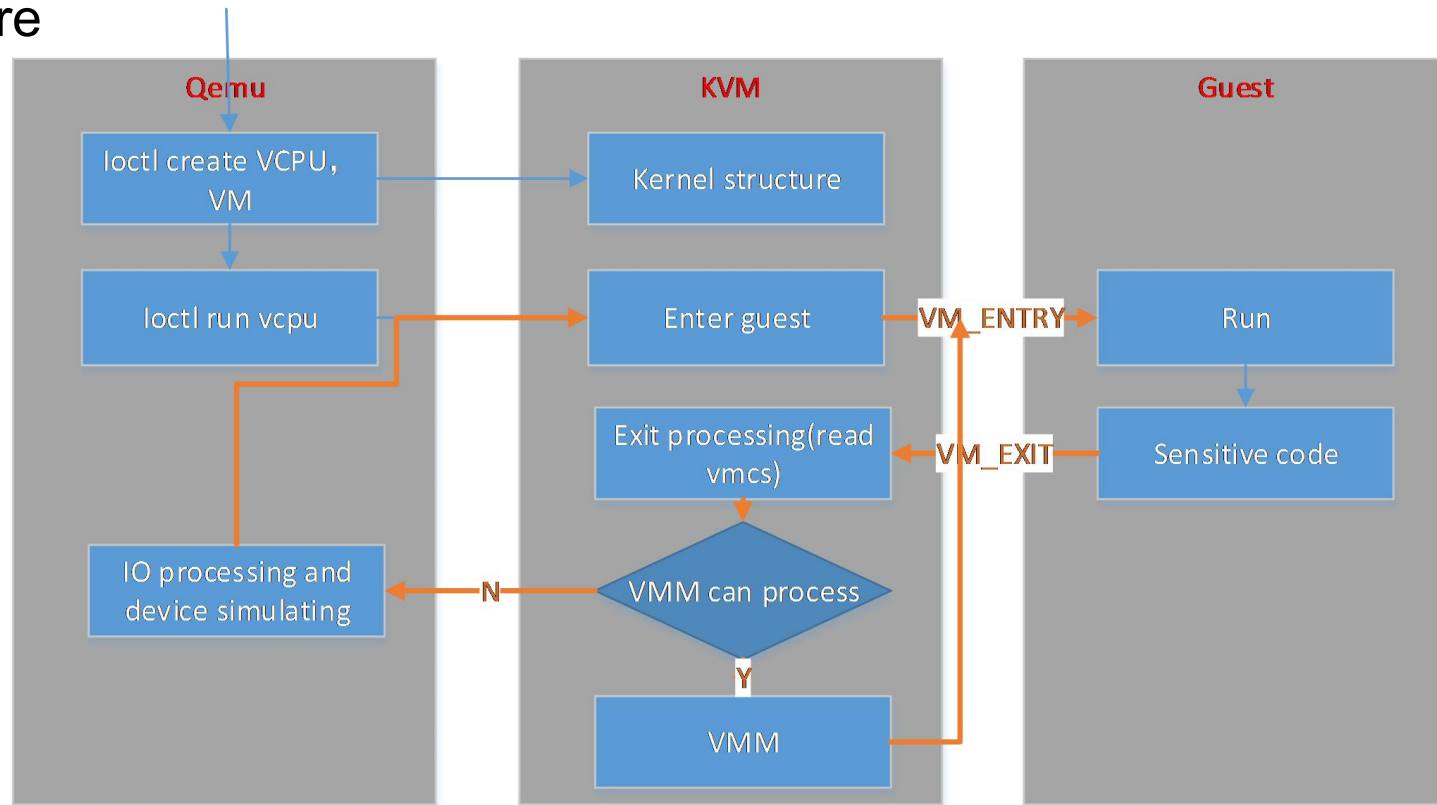 re
Qemu
KVM
Guest
Ioctl create VCPU,
VM
Kernel structure
Ioctl run vcpu
Enter guest
VM_ENTRY
Run
Exit processing(read
vmcs)
VM_EXIT
Sensitive code
IO processing and
device simulating
N
VMM can process
Y
VMM